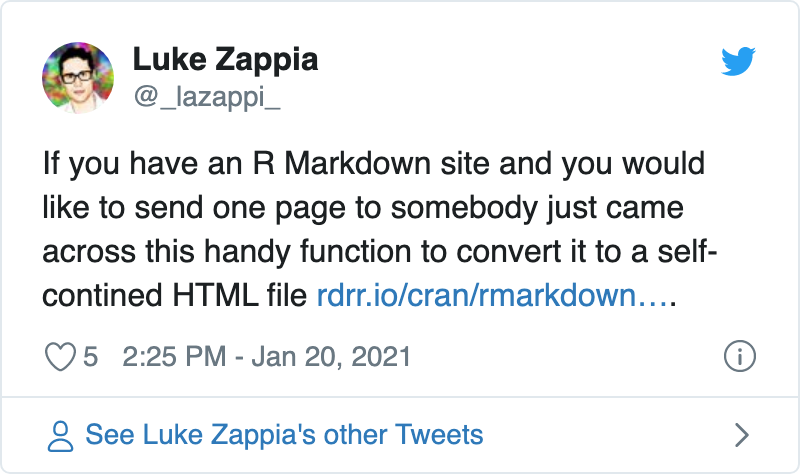 Luke Zappia
@_lazappi_
If you have an R Markdown site and you would
like to send one page to somebody just came
across this handy function to convert it to a self-
contined HTML file rdrr.io/cran/rmarkdown….
5 2:25 PM - Jan 20, 2021
See Luke Zappia's other Tweets